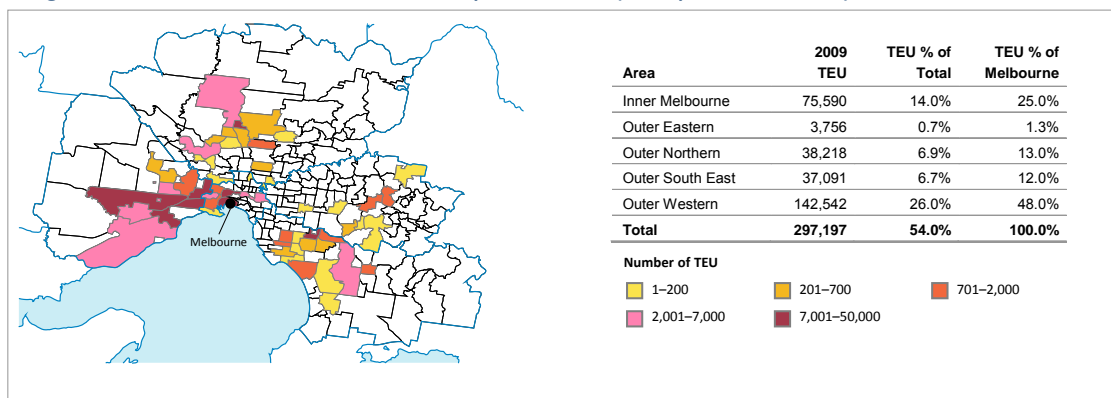 Melbourne
2009 TEU % of TEU % of
Area TEU Total Melbourne
Inner Melbourne 75,590 14.0% 25.0%
Outer Eastern 3,756 0.7% 1.3%
Outer Northern 38,218 6.9% 13.0%
Outer South East 37,091 6.7% 12.0%
Outer Western 142,542 26.0% 48.0%
Total 297,197 54.0% 100.0%
Number of TEU
1–200 201–700 701–2,000
2,001–7,000 7,001–50,000